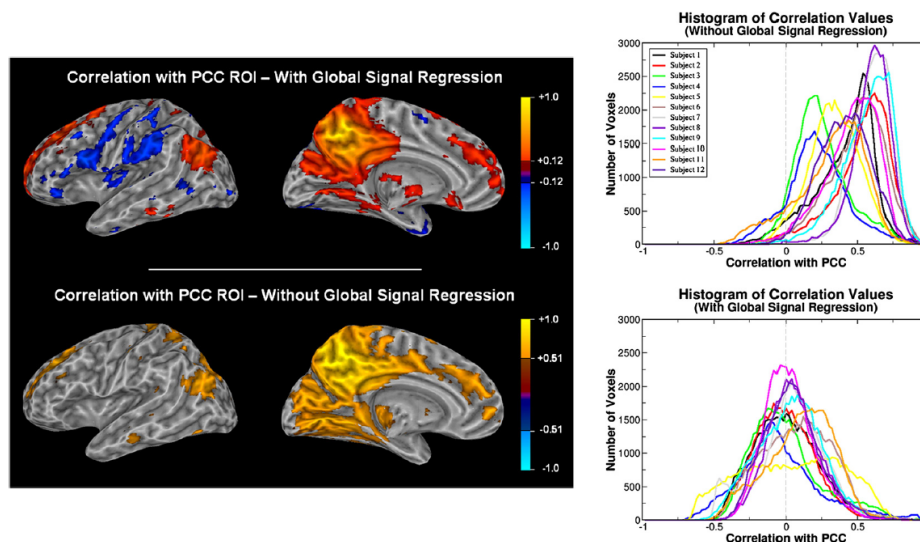 Correlation with PCC ROI – With Global Signal Regression
+1.0
+0.12
-0.12
-1.0
Correlation with PCC ROI – Without Global Signal Regression
+1.0
+0.51
-0.51
-1.0
Histogram of Correlation Values
(Without Global Signal Regression)
Number of Voxels
3000
2500
2000
1500
1000
500
0
Subject 1
Subject 2
Subject 3
Subject 4
Subject 5
Subject 6
Subject 7
Subject 8
Subject 9
Subject 10
Subject 11
Subject 12
-1
-0.5
0
0.5
Correlation with PCC
Histogram of Correlation Values
(With Global Signal Regression)
Number of Voxels
3000
2500
2000
1500
1000
500
0
-1
-0.5
0
0.5
Correlation with PCC